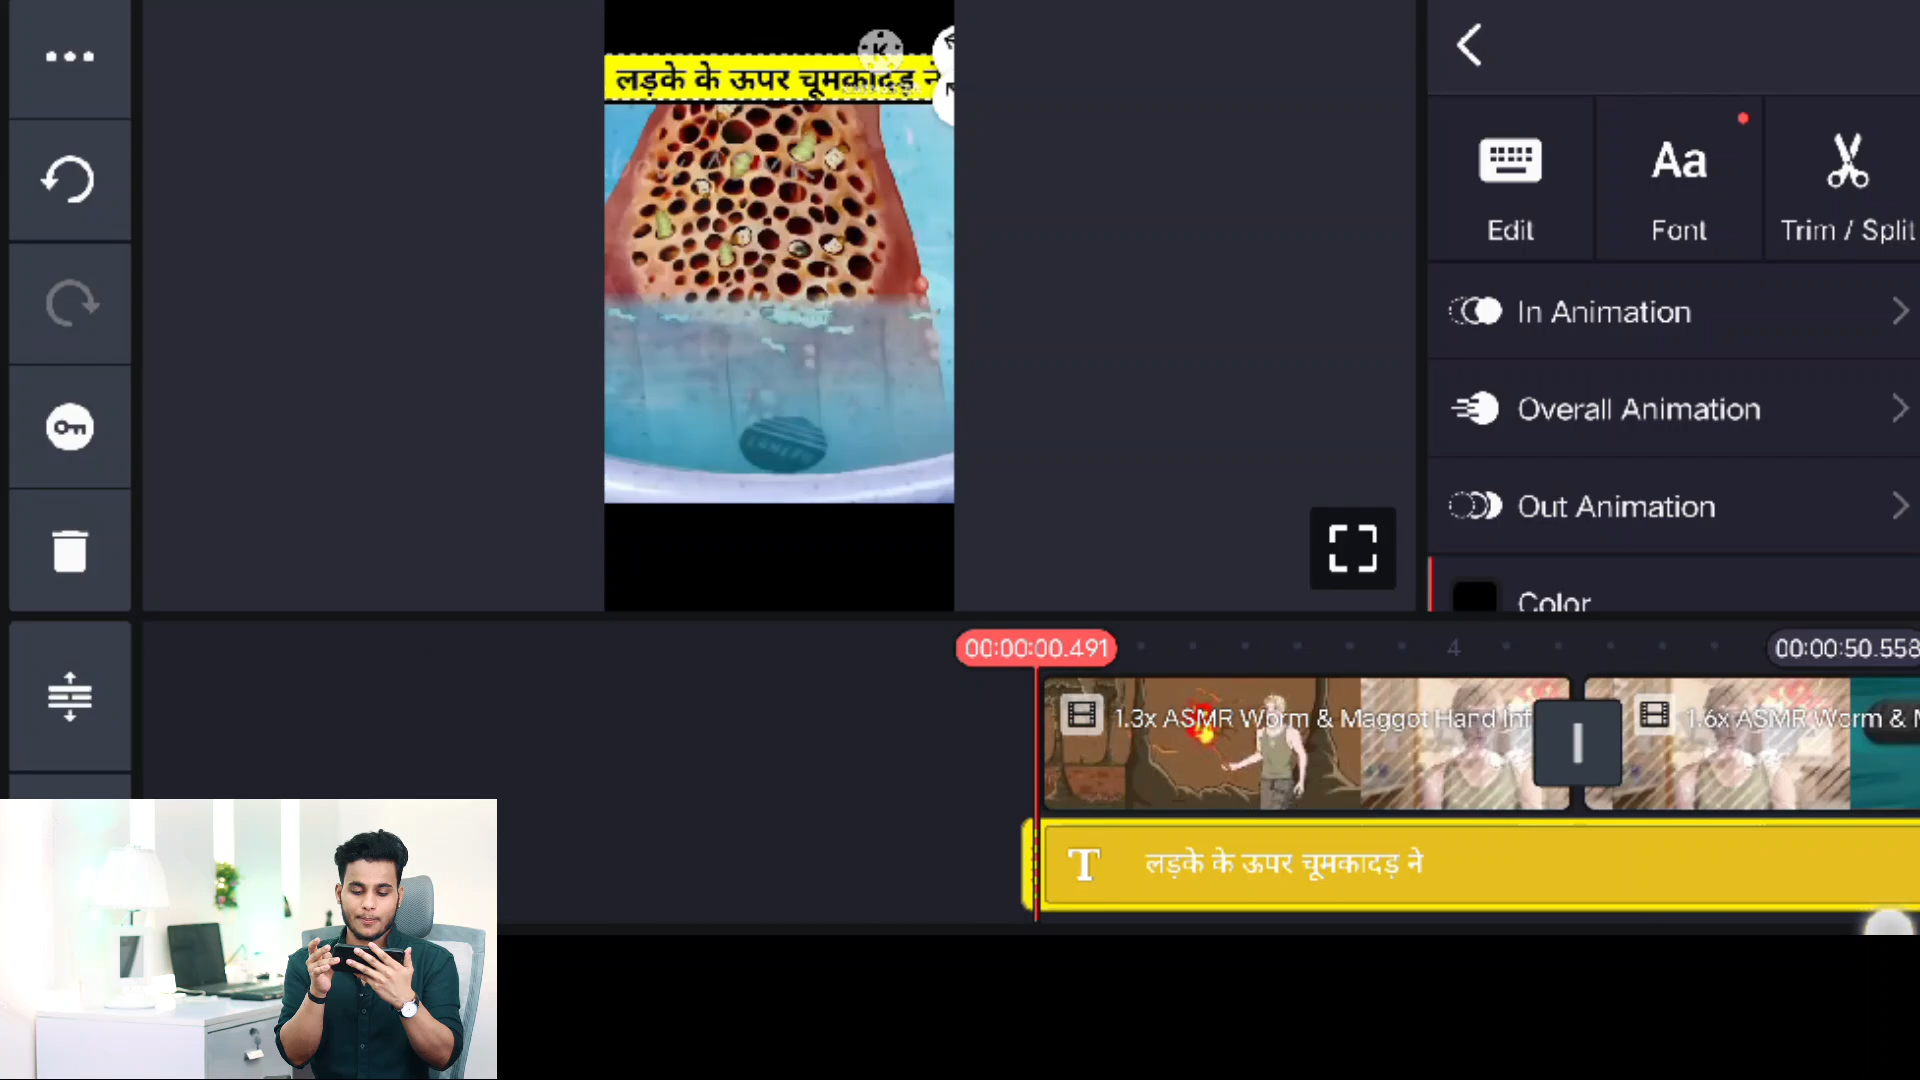 लड़के के ऊपर चूमकादड़ ने
Edit
Font
Aa
Trim / Split
In Animation
Overall Animation
Out Animation
Color
00:00:00.491
4
00:00:50.558
1.3x ASMR Worm & Maggot Hand Inf
1.6x ASMR Worm & M
T लड़के के ऊपर चूमकादड़ ने